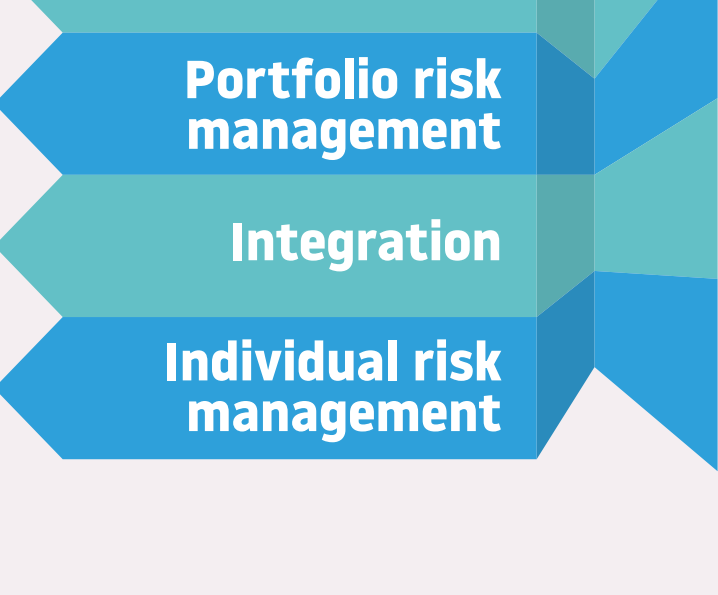 Portfolio risk
management
Integration
Individual risk
management